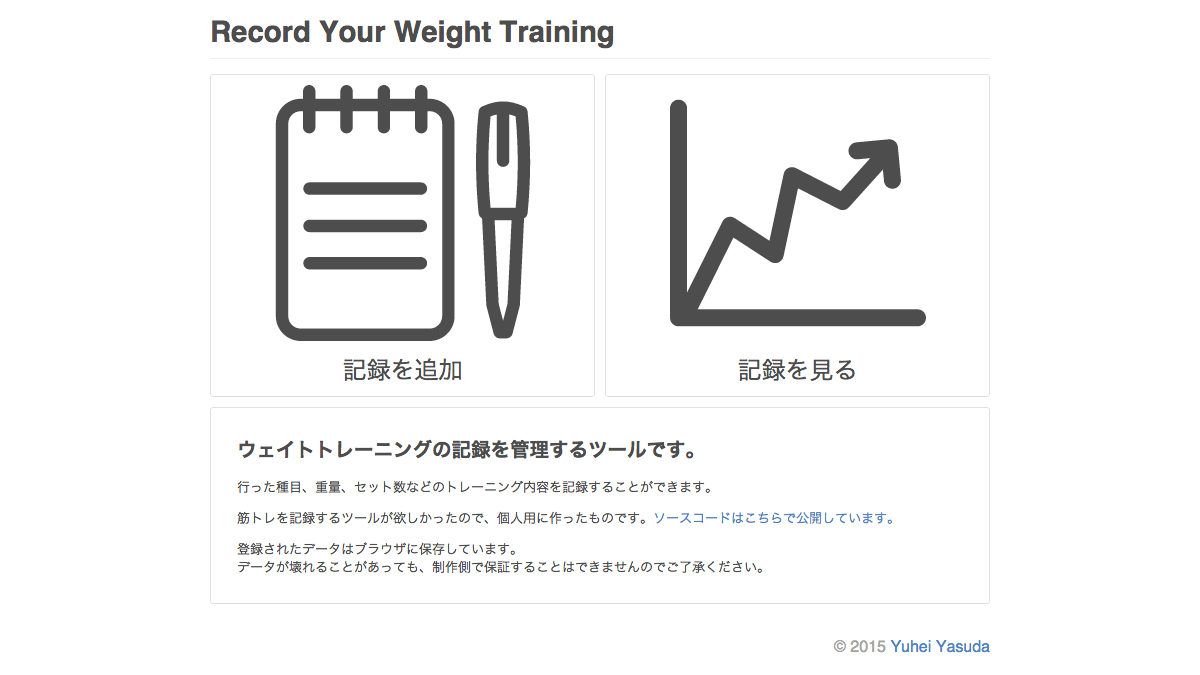 Record Your Weight Training
記録を追加
記録を見る
ウェイトトレーニングの記録を管理するツールです。
行った種目、重量、セット数などのトレーニング内容を記録することができます。
筋トレを記録するツールが欲しかったので、個人用に作ったものです。ソースコードはこちらで公開しています。
登録されたデータはブラウザに保存しています。
データが壊れることがあっても、制作側で保証することはできませんのでご了承ください。
© 2015 Yuhei Yasuda